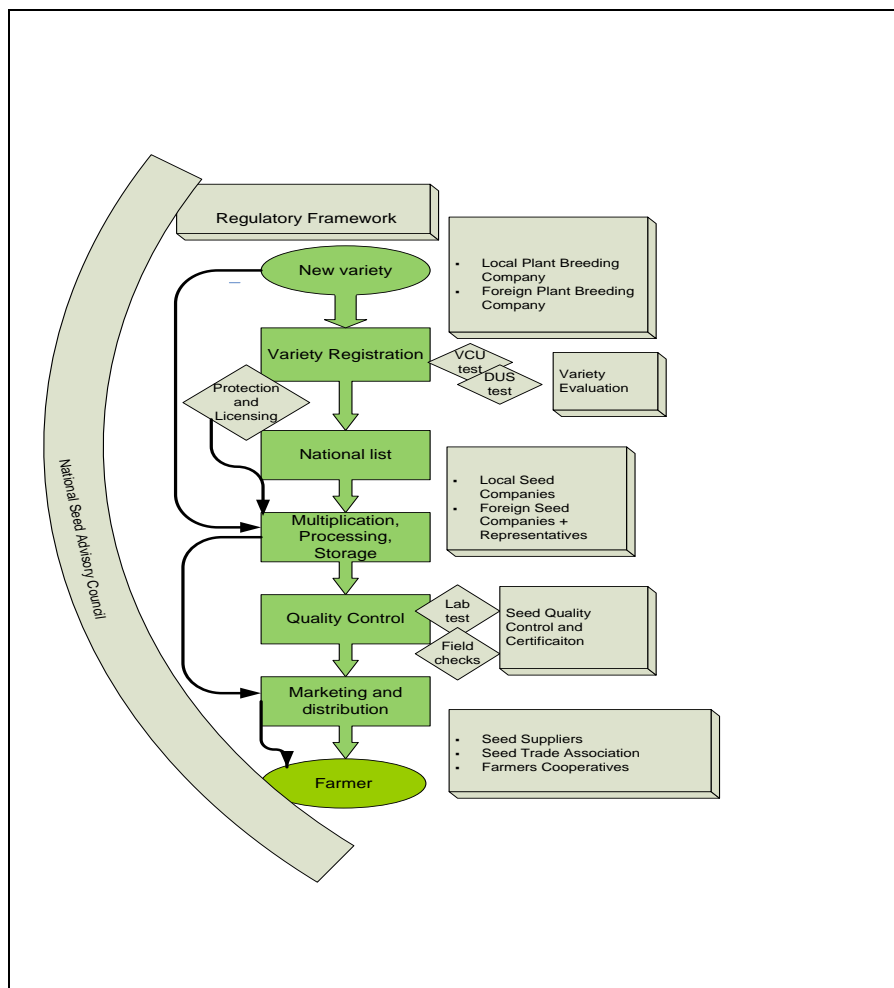 Regulatory Framework
New variety
▪ Local Plant Breeding
Company
▪ Foreign Plant Breeding
Company
Variety Registration
VCU
test
DUS
test
Variety
Evaluation
Protection
and
Licensing
National list
▪ Local Seed
Companies
▪ Foreign Seed
Companies +
Representatives
Multiplication,
Processing,
Storage
National Seed Advisory Council
Quality Control
Lab
test
Field
checks
Seed Quality
Control and
Certificaiton
Marketing and
distribution
▪ Seed Suppliers
▪ Seed Trade Association
▪ Farmers Cooperatives
Farmer